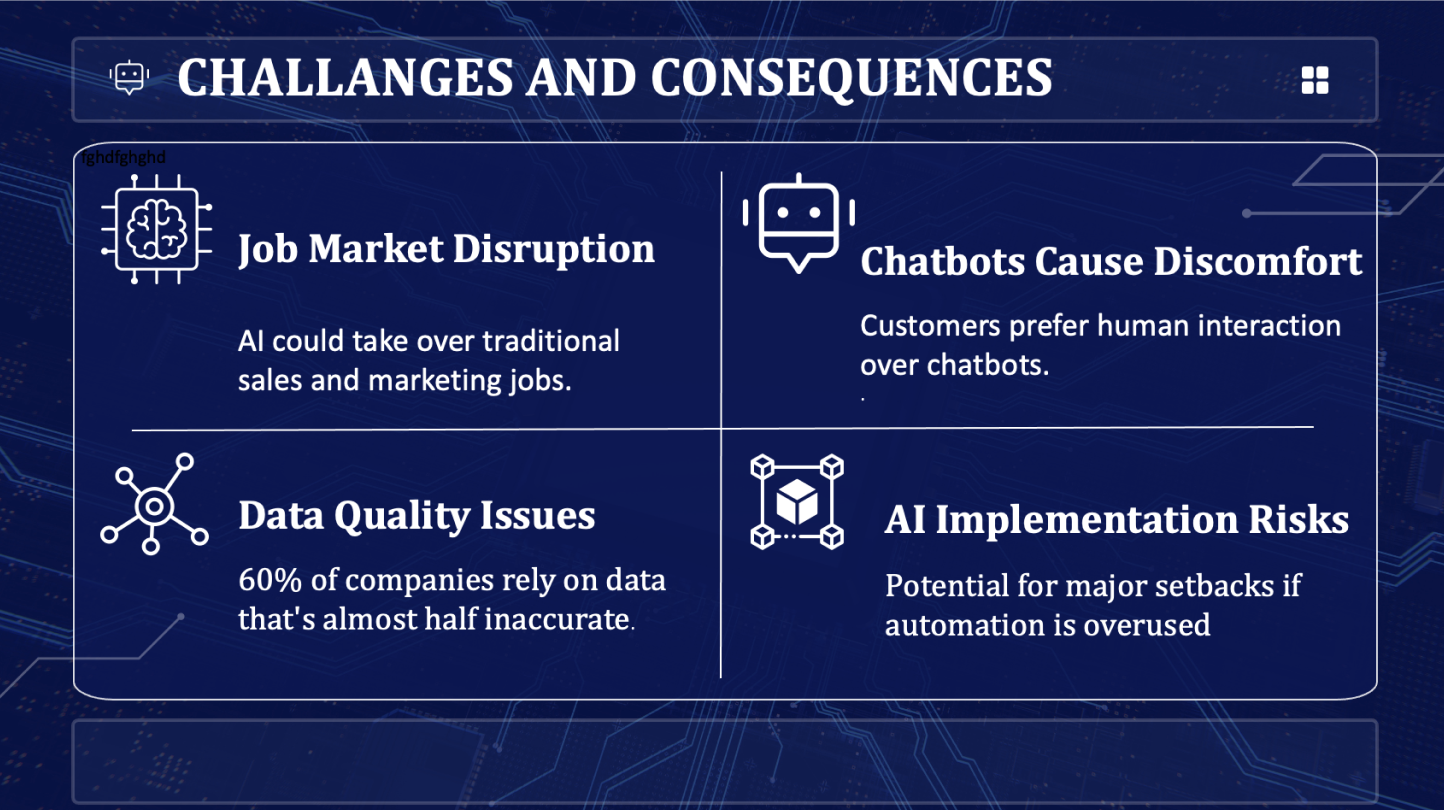 CHALLANGES AND CONSEQUENCES
fghdfghghd
Job Market Disruption
AI could take over traditional
sales and marketing jobs.
Chatbots Cause Discomfort
Customers prefer human interaction
over chatbots.
.
Data Quality Issues
60% of companies rely on data
that's almost half inaccurate.
AI Implementation Risks
Potential for major setbacks if
automation is overused